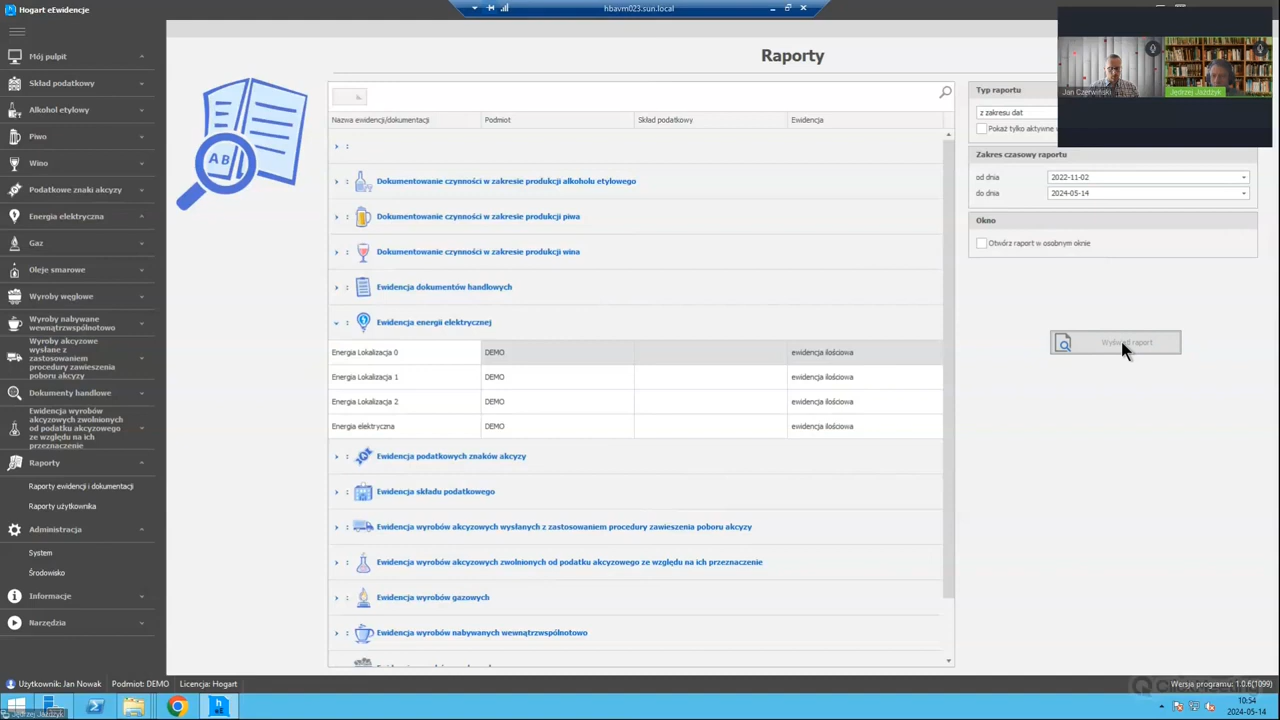 Hogart eEwidencje
hbavm023.sun.local
Mój pulpit
Skład podatkowy
Alkohol etylowy
Piwo
Wino
Podatkowe znaki akcyzy
Energia elektryczna
Gaz
Oleje smarowe
Wyroby węglowe
Wyroby nabywane
wewnątrzwspólnotowo
Wyroby akcyzowe
wysłane z
zastosowaniem
procedury zawieszenia
poboru akcyzy
Dokumenty handlowe
Ewidencja wyrobów
akcyzowych zwolnionych
od podatku akcyzowego
ze względu na ich
przeznaczenie
Raporty
Raporty ewidencji i dokumentacji
Raporty użytkownika
Administracja
System
Środowisko
Informacje
Narzędzia
Raporty
AB
Nazwa ewidencji/dokumentacji Podmiot Skład podatkowy Ewidencja
:
: Dokumentowanie czynności w zakresie produkcji alkoholu etylowego
: Dokumentowanie czynności w zakresie produkcji piwa
: Dokumentowanie czynności w zakresie produkcji wina
: Ewidencja dokumentów handlowych
: Ewidencja energii elektrycznej
Energia Lokalizacja 0 DEMO ewidencja ilościowa
Energia Lokalizacja 1 DEMO ewidencja ilościowa
Energia Lokalizacja 2 DEMO ewidencja ilościowa
Energia elektryczna DEMO ewidencja ilościowa
: Ewidencja podatkowych znaków akcyzy
: Ewidencja składu podatkowego
: Ewidencja wyrobów akcyzowych wysłanych z zastosowaniem procedury zawieszenia poboru akcyzy
: Ewidencja wyrobów akcyzowych zwolnionych od podatku akcyzowego ze względu na ich przeznaczenie
: Ewidencja wyrobów gazowych
: Ewidencja wyrobów nabywanych wewnątrzwspólnotowo
Typ raportu
z zakresu dat
Pokaż tylko aktywne
Zakres czasowy raportu
od dnia 2022-11-02
do dnia 2024-05-14
Okno
Otwórz raport w osobnym oknie
Wyświetl raport
Jan Czerwiński
Jędrzej Jażdżyk
Użytkownik: Jan Nowak Podmiot: DEMO Licencja: Hogart
Wersja programu: 1.0.6(1099)
Jędrzej Jażdżyk
10:54
2024-05-14